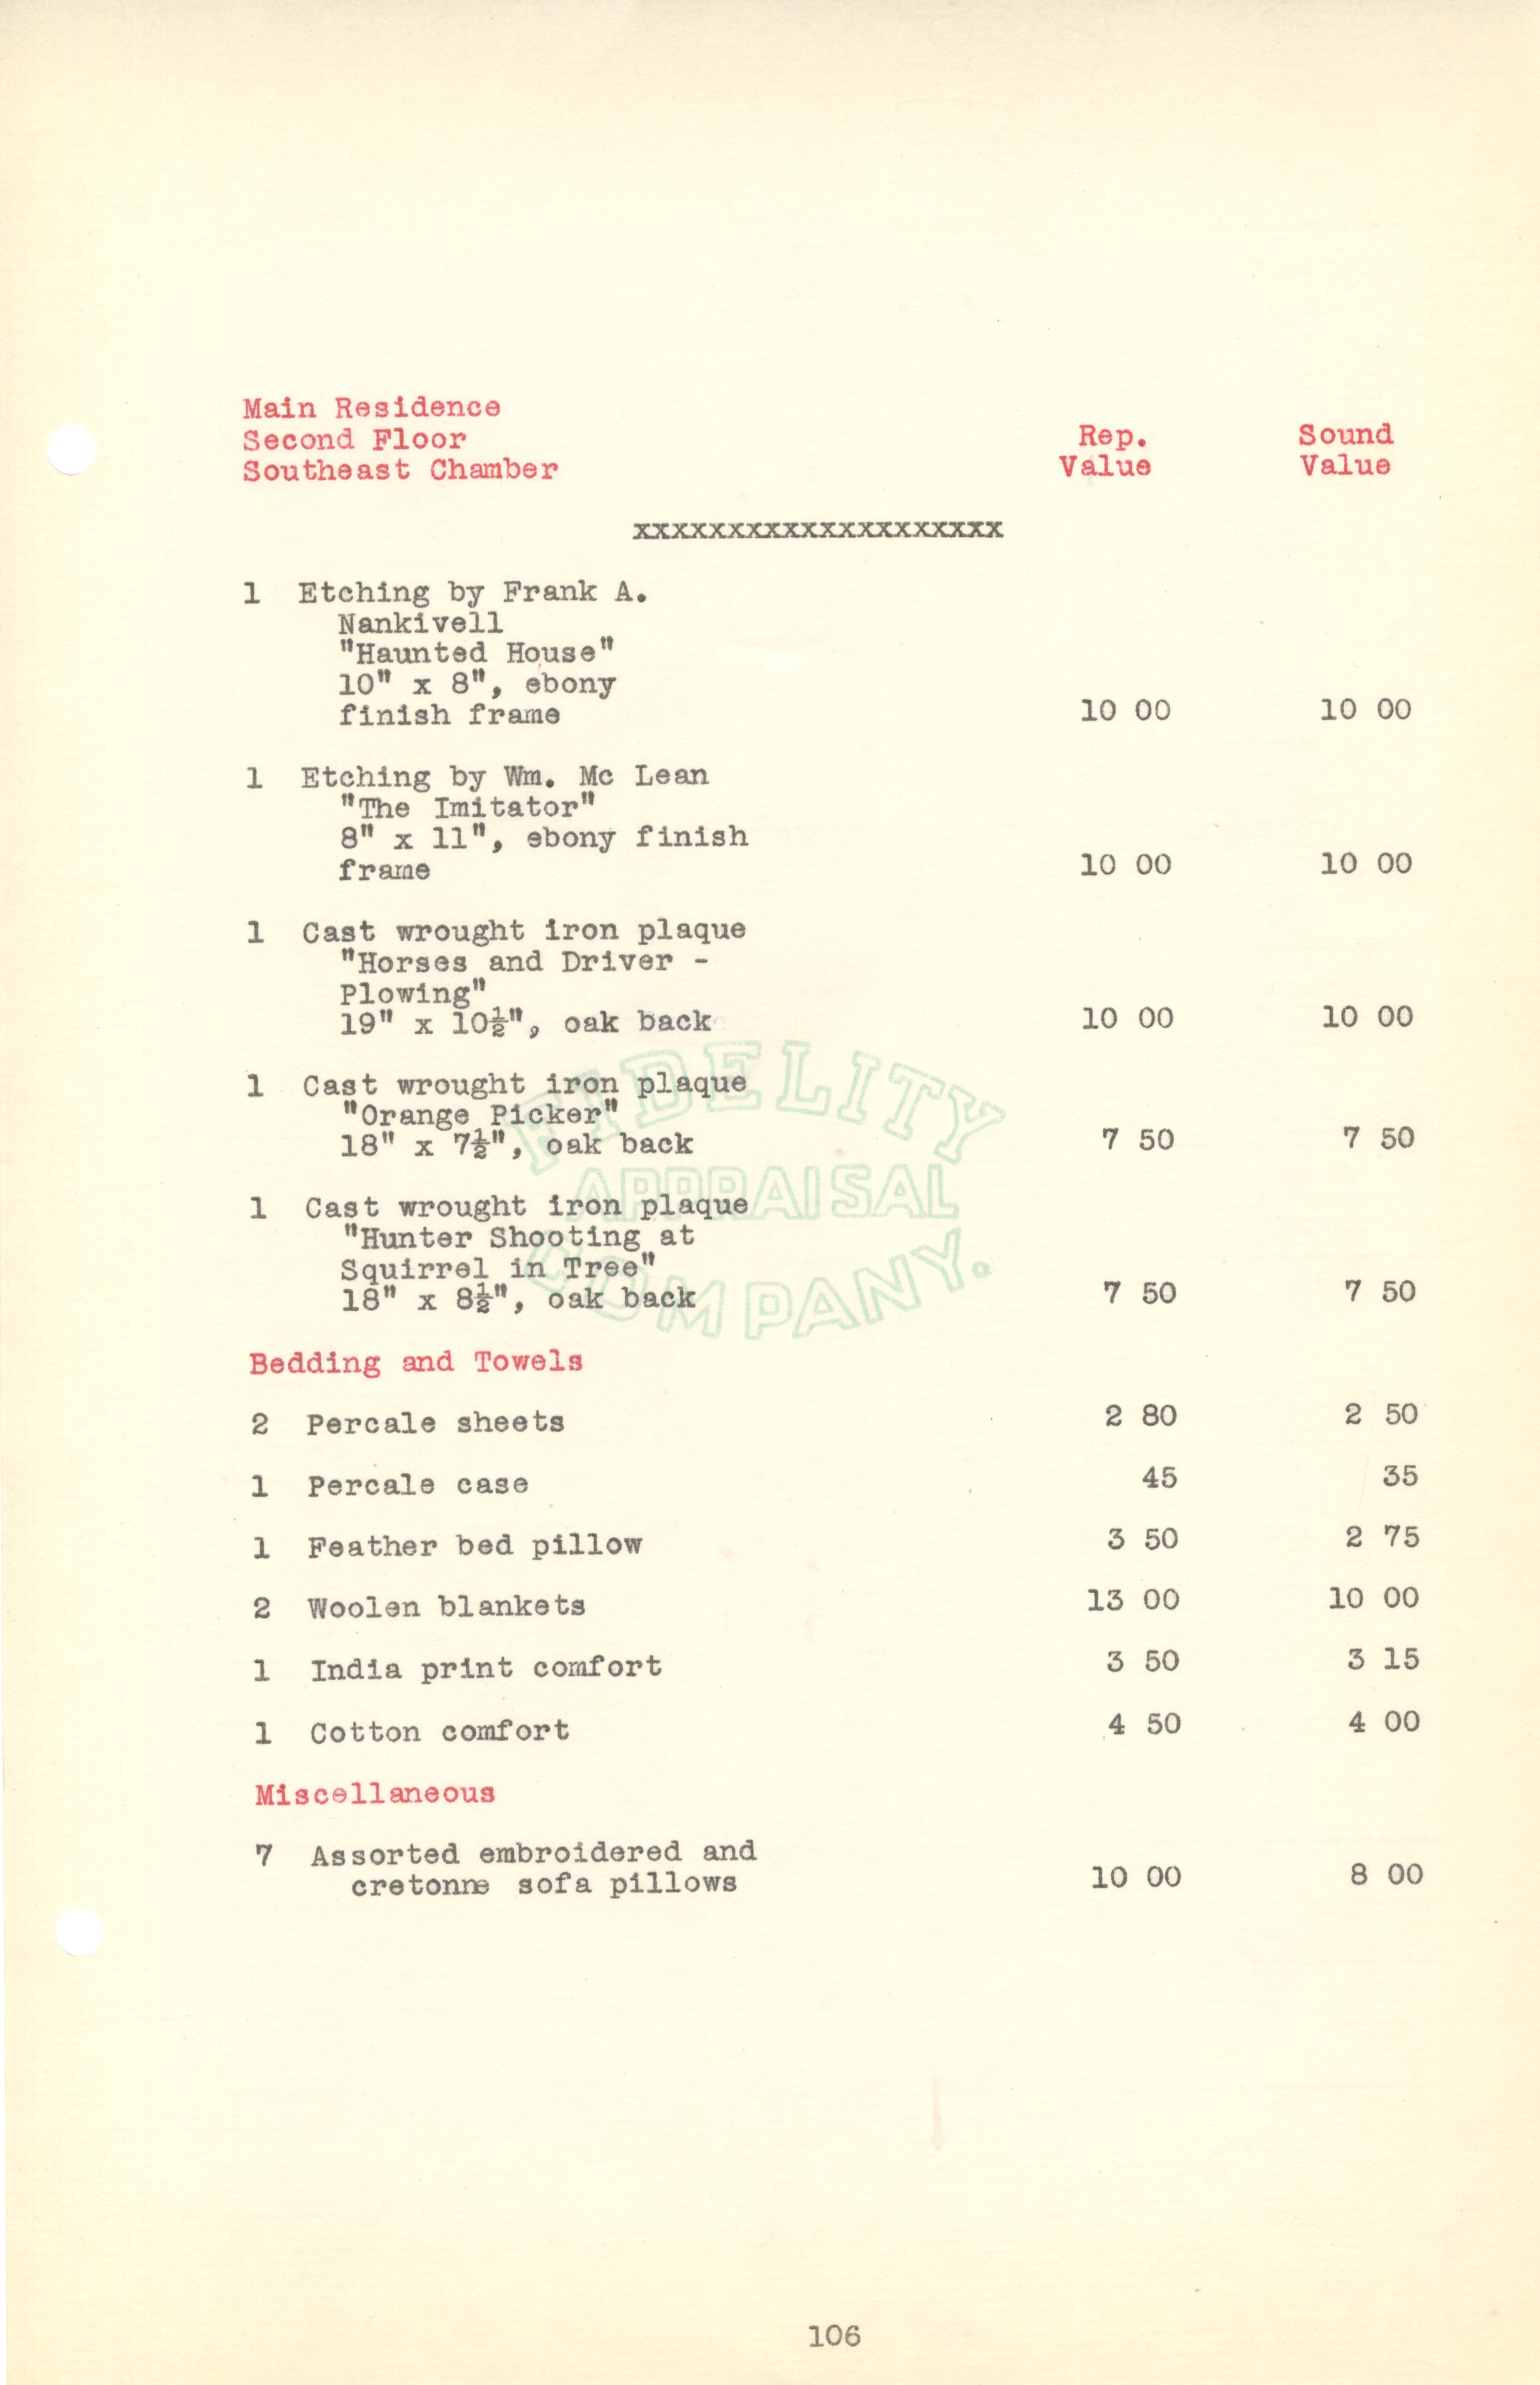 Main Residence
Second Floor
Southeast Chamber
Rep. Value
Sound Value
xxxxxxxxxxxxxxxxxxxx
1 Etching by Frank A.
Nankivell
"Haunted House"
10" x 8", ebony
finish frame 10 00 10 00
1 Etching by Wm. Mc Lean
"The Imitator"
8" x 11", ebony finish
frame 10 00 10 00
1 Cast wrought iron plaque
"Horses and Driver -
Plowing"
19" x 10½", oak back 10 00 10 00
1 Cast wrought iron plaque
"Orange Picker"
18" x 7½", oak back 7 50 7 50
1 Cast wrought iron plaque
"Hunter Shooting at
Squirrel in Tree"
18" x 8½", oak back 7 50 7 50
FIDELITY
APPRAISAL
COMPANY.
Bedding and Towels
2 Percale sheets 2 80 2 50
1 Percale case 45 35
1 Feather bed pillow 3 50 2 75
2 Woolen blankets 13 00 10 00
1 India print comfort 3 50 3 15
1 Cotton comfort 4 50 4 00
Miscellaneous
7 Assorted embroidered and
cretonne sofa pillows 10 00 8 00
106